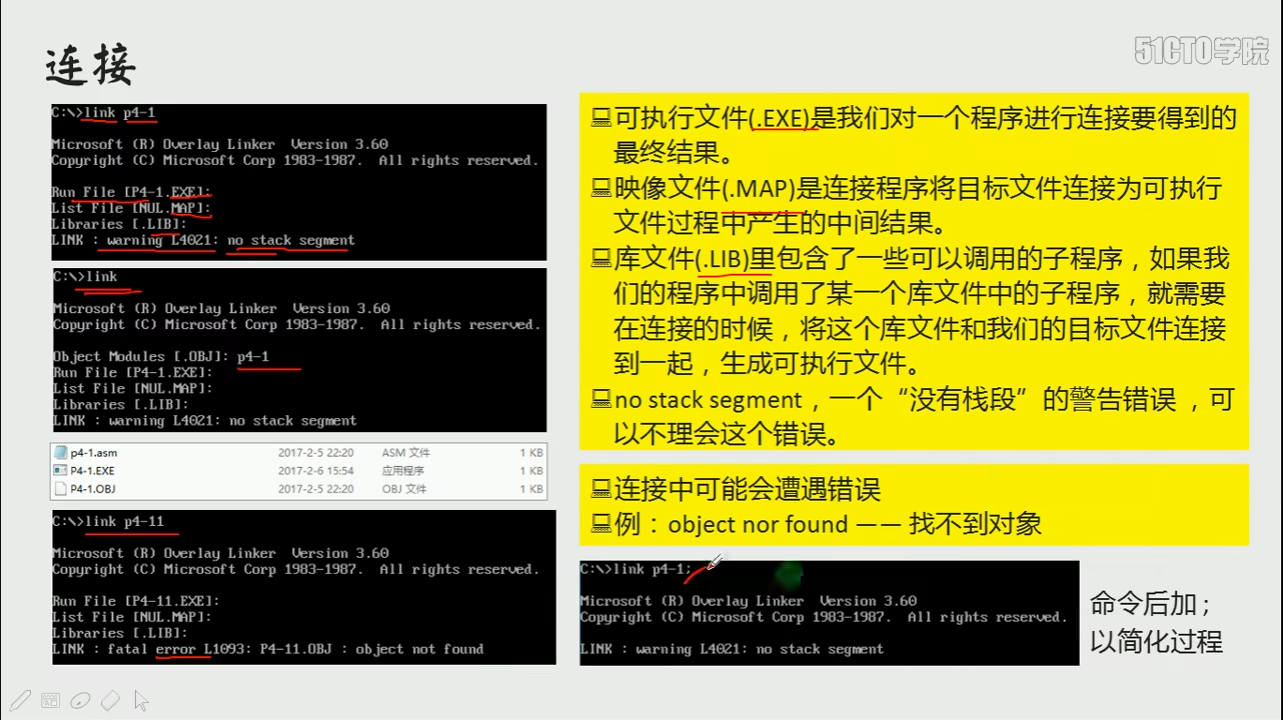 连接
51CTO学院
C:\>link p4-1
Microsoft (R) Overlay Linker  Version 3.60
Copyright (C) Microsoft Corp 1983-1987.  All rights reserved.
Run File [P4-1.EXE]:
List File [NUL.MAP]:
Libraries [.LIB]:
LINK : warning L4021: no stack segment
C:\>link
Microsoft (R) Overlay Linker  Version 3.60
Copyright (C) Microsoft Corp 1983-1987.  All rights reserved.
Object Modules [.OBJ]: p4-1
Run File [P4-1.EXE]:
List File [NUL.MAP]:
Libraries [.LIB]:
LINK : warning L4021: no stack segment
p4-1.asm 2017-2-5 22:20 ASM 文件 1 KB
P4-1.EXE 2017-2-6 15:54 应用程序 1 KB
P4-1.OBJ 2017-2-5 22:20 OBJ 文件 1 KB
C:\>link p4-11
Microsoft (R) Overlay Linker  Version 3.60
Copyright (C) Microsoft Corp 1983-1987.  All rights reserved.
Run File [P4-11.EXE]:
List File [NUL.MAP]:
Libraries [.LIB]:
LINK : fatal error L1093: P4-11.OBJ : object not found
可执行文件(.EXE)是我们对一个程序进行连接要得到的
最终结果。
映像文件(.MAP)是连接程序将目标文件连接为可执行
文件过程中产生的中间结果。
库文件(.LIB)里包含了一些可以调用的子程序，如果我
们的程序中调用了某一个库文件中的子程序，就需要
在连接的时候，将这个库文件和我们的目标文件连接
到一起，生成可执行文件。
no stack segment，一个“没有栈段”的警告错误 ，可
以不理会这个错误。
连接中可能会遭遇错误
例：object nor found —— 找不到对象
C:\>link p4-1;
Microsoft (R) Overlay Linker  Version 3.60
Copyright (C) Microsoft Corp 1983-1987.  All rights reserved.
LINK : warning L4021: no stack segment
命令后加；
以简化过程